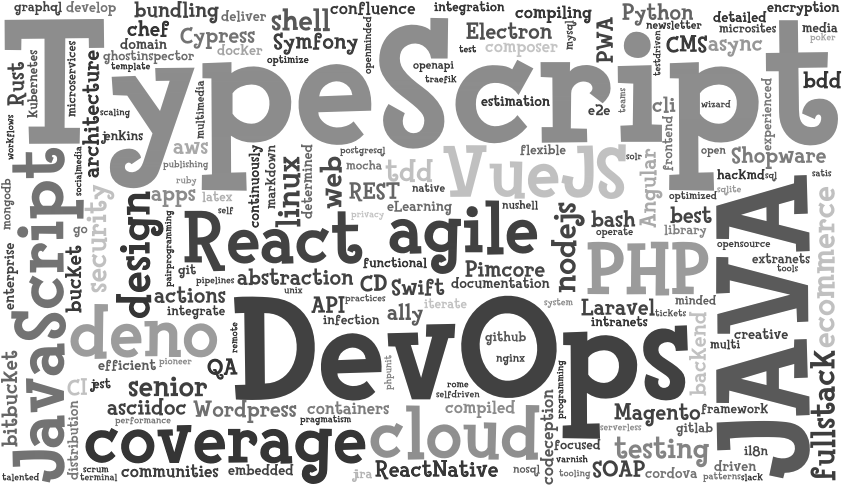 graphql develop
bundling
deliver
confluence
integration
compiling
Python
newsletter
detailed
encryption
microsites
media
poker
chef
domain
Cypress
docker
shell
Symfony
openminded
Electron
composer
test
mysql
PWA
testdriven
CMS
async
ghostinspector
template
optimize
openapi
traefik
TypeScript
Rust
kubernetes
microservices
architecture
workflows
scaling
jenkins
multimedia
estimation
e2e
teams
cli
wizard
frontend
experienced
bdd
aws
publishing
ruby
apps
latex
self
continuously
markdown
linux
determined
web
postgresql
mocha
REST
tdd
native
privacy
eLearning
VueJS
flexible
nushell
solr
Angular
open
Shopware
hackmd
sql
sqlite
satis
optimized
mongodb
socialmedia
JavaScript
security
design
pairprogramming
React
agile
nodejs
bash
operate
best
library
opensource
JAVA
ecommerce
extranets
tools
enterprise
bucket
go
git
pipelines
abstraction
unix
functional
CD
Swift
Pimcore
documentation
PHP
minded
actions
integrate
API
practices
infection
ally
iterate
system
Laravel
tickets
intranets
deno
efficient
pioneer
remote
QA
DevOps
github
nginx
phpunit
rome
selfdriven
programming
backend
multi
creative
fullstack
bitbucket
CI
jest
senior
asciidoc
performance
Wordpress
containers
pragmatism
compiled
codeception
serverless
Magento
framework
gitlab
distribution
coverage
cloud
focused
varnish
tooling
testing
il8n
talented
scrum
terminal
communities
embedded
jira
ReactNative
nosql
SOAP
cordova
driven
patterns
slack